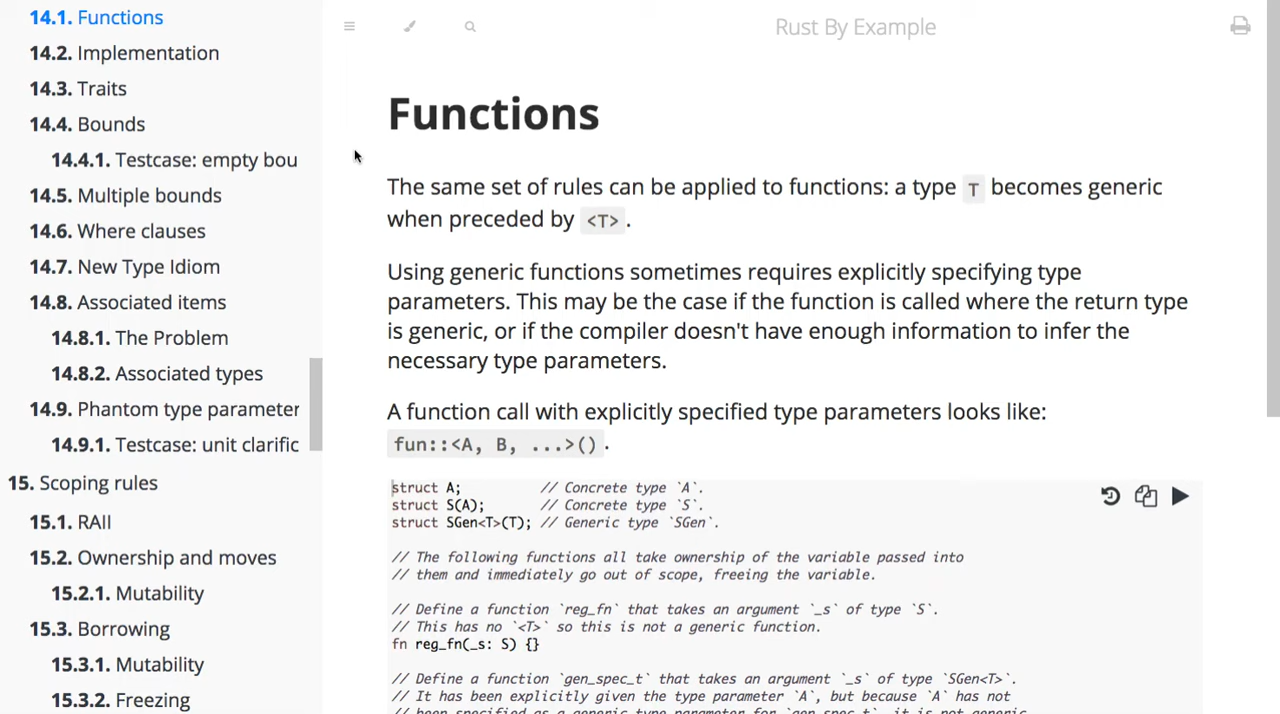 14.1. Functions
14.2. Implementation
14.3. Traits
14.4. Bounds
14.4.1. Testcase: empty bou
14.5. Multiple bounds
14.6. Where clauses
14.7. New Type Idiom
14.8. Associated items
14.8.1. The Problem
14.8.2. Associated types
14.9. Phantom type parameter
14.9.1. Testcase: unit clarific
15. Scoping rules
15.1. RAII
15.2. Ownership and moves
15.2.1. Mutability
15.3. Borrowing
15.3.1. Mutability
15.3.2. Freezing
Rust By Example
Functions
The same set of rules can be applied to functions: a type T becomes generic
when preceded by <T>.
Using generic functions sometimes requires explicitly specifying type
parameters. This may be the case if the function is called where the return type
is generic, or if the compiler doesn't have enough information to infer the
necessary type parameters.
A function call with explicitly specified type parameters looks like:
fun::<A, B, ...>().
struct A;          // Concrete type `A`.
struct S(A);       // Concrete type `S`.
struct SGen<T>(T); // Generic type `SGen`.
// The following functions all take ownership of the variable passed into
// them and immediately go out of scope, freeing the variable.
// Define a function `reg_fn` that takes an argument `_s` of type `S`.
// This has no `<T>` so this is not a generic function.
fn reg_fn(_s: S) {}
// Define a function `gen_spec_t` that takes an argument `_s` of type `SGen<T>`.
// It has been explicitly given the type parameter `A`, but because `A` has not
// been specified as a generic type parameter for `gen_spec_t`, it is not generic.